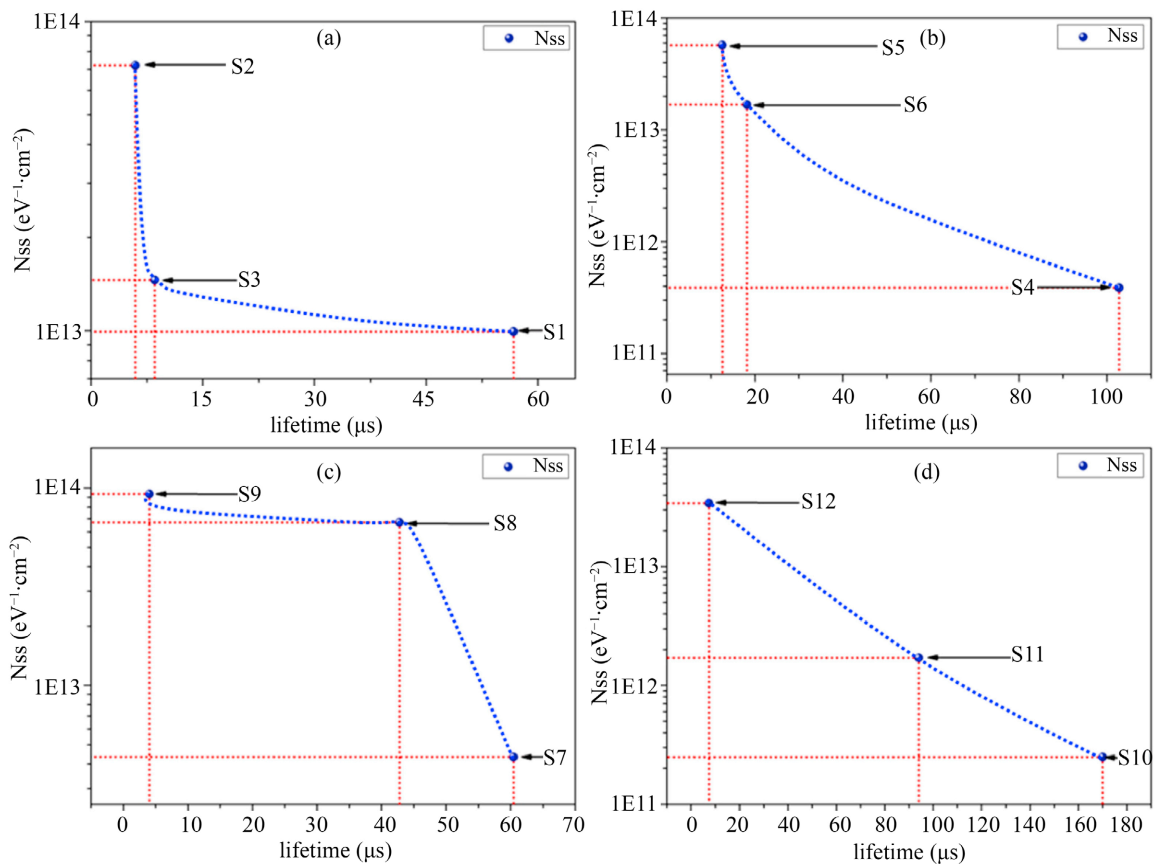 1E14
(a)
Nss
S2
Nss (eV⁻¹·cm⁻²)
S3
1E13
S1
0 15 30 45 60
lifetime (μs)
(b)
Nss
S5
1E14
S6
1E13
Nss (eV⁻¹·cm⁻²)
1E12
S4
1E11
0 20 40 60 80 100
lifetime (μs)
(c)
Nss
1E14
S9
S8
Nss (eV⁻¹·cm⁻²)
1E13
S7
0 10 20 30 40 50 60 70
lifetime (μs)
1E14
(d)
Nss
S12
1E13
Nss (eV⁻¹·cm⁻²)
S11
1E12
S10
1E11
0 20 40 60 80 100 120 140 160 180
lifetime (μs)